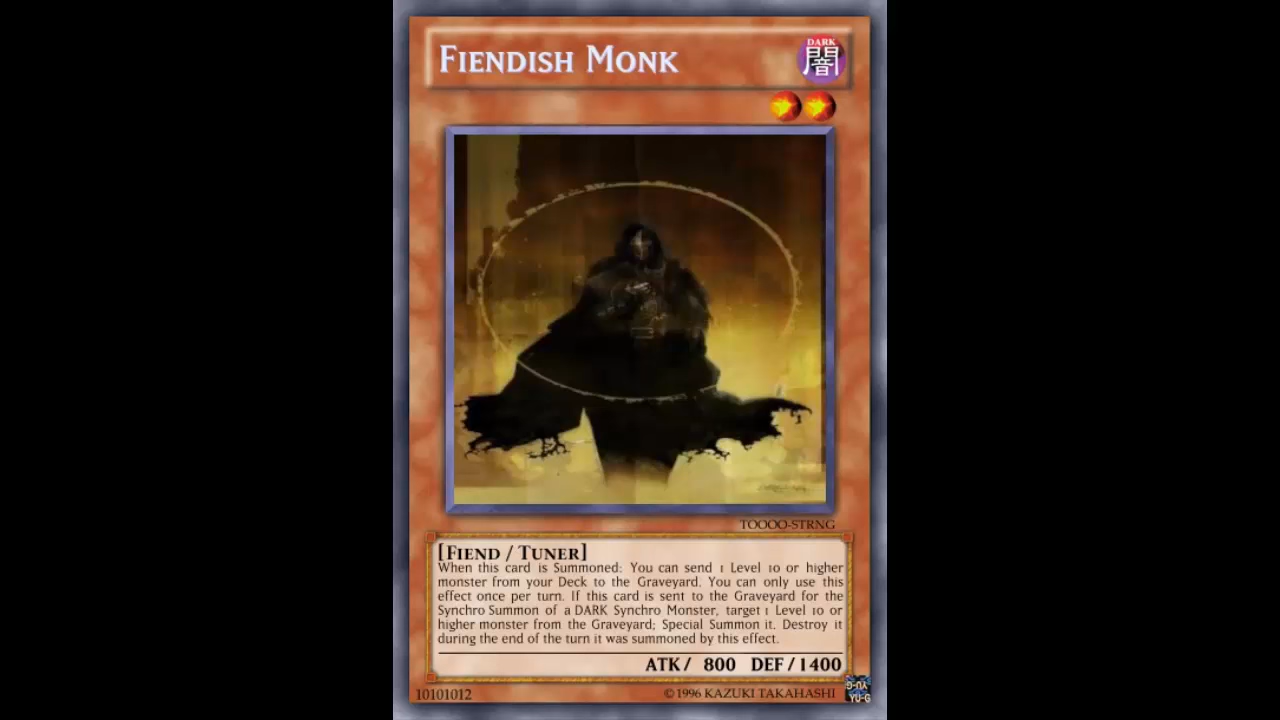 FIENDISH MONK
DARK
闇
TOOOO-STRNG
[FIEND / TUNER]
When this card is Summoned: You can send 1 Level 10 or higher
monster from your Deck to the Graveyard. You can only use this
effect once per turn. If this card is sent to the Graveyard for the
Synchro Summon of a DARK Synchro Monster, target 1 Level 10 or
higher monster from the Graveyard; Special Summon it. Destroy it
during the end of the turn it was summoned by this effect.
ATK/ 800 DEF/1400
10101012
©1996 KAZUKI TAKAHASHI